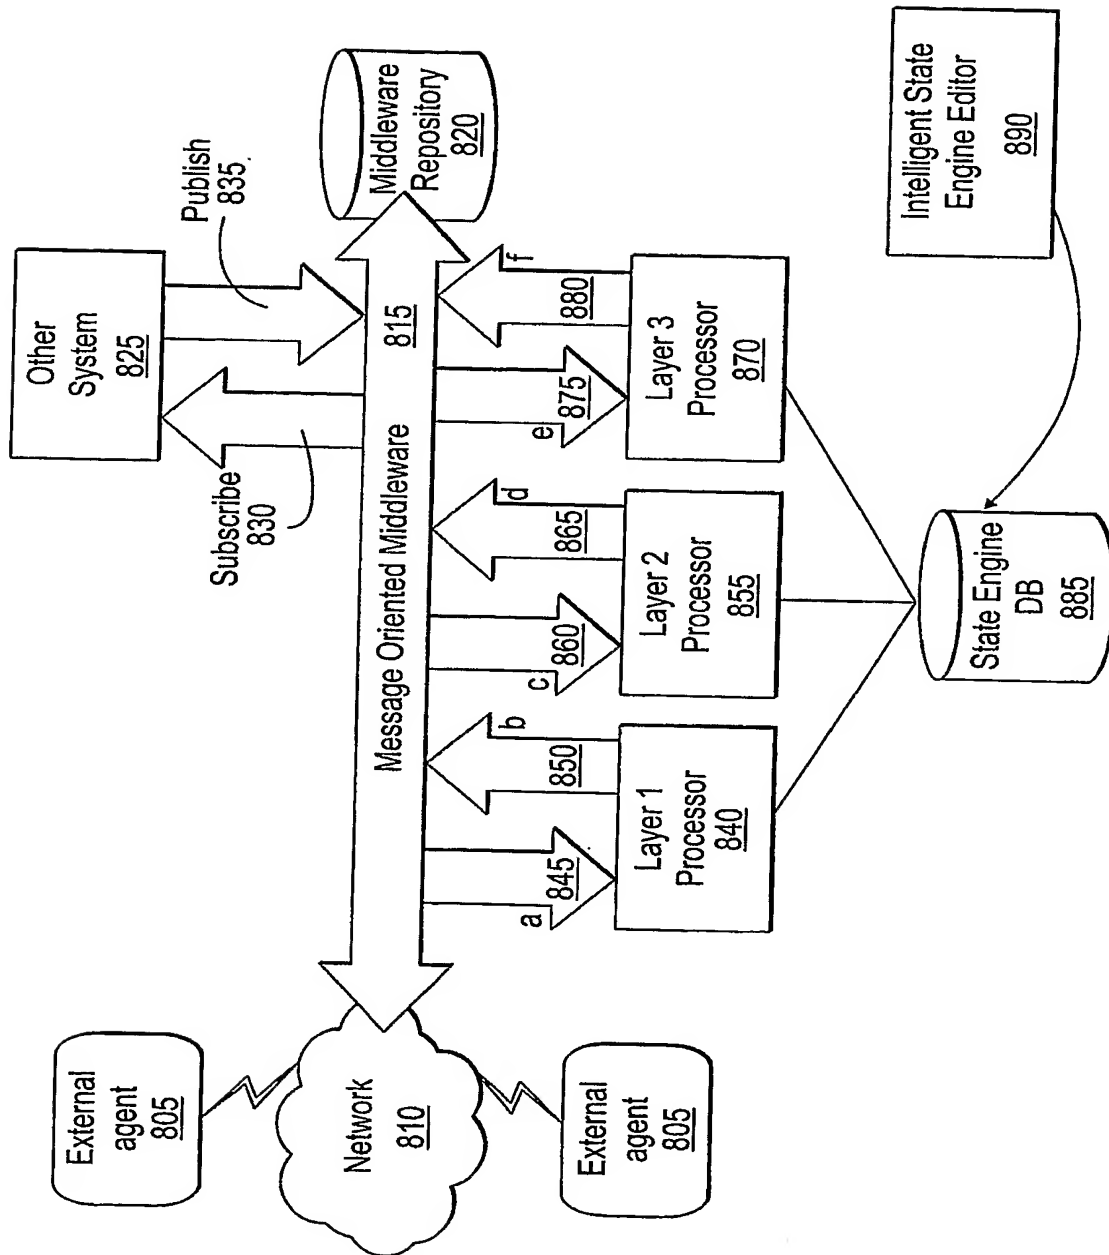 External
agent
805
Network
810
External
agent
805
Other
System
825
Subscribe
830
Publish
835
Message Oriented Middleware
815
Middleware
Repository
820
a
845
850
b
c
860
865
d
e
875
880
f
Layer 1
Processor
840
Layer 2
Processor
855
Layer 3
Processor
870
State Engine
DB
885
Intelligent State
Engine Editor
890